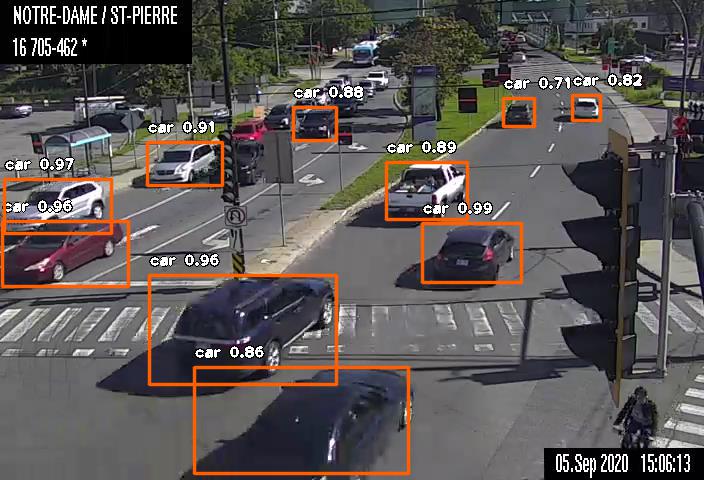 NOTRE-DAME / ST-PIERRE
16 705-462 *
car 0.88
car 0.71
car 0.82
car 0.91
car 0.89
car 0.97
car 0.96
car 0.99
car 0.96
car 0.86
05.Sep 2020 15:06:13